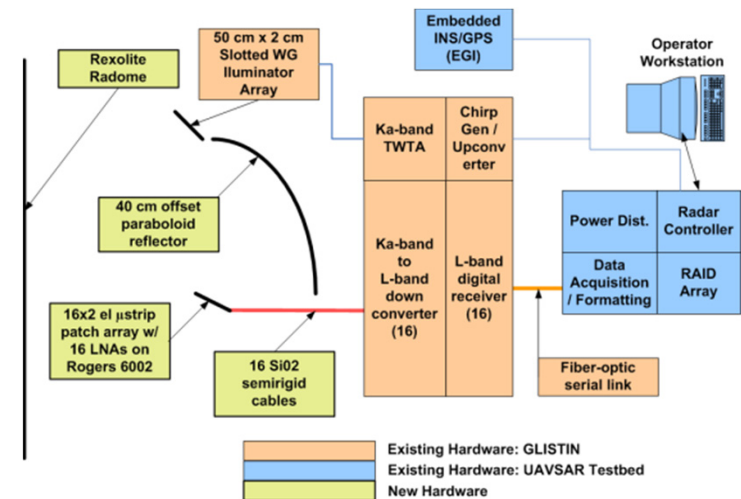 Rexolite
Radome
50 cm x 2 cm
Slotted WG
Iluminator
Array
Embedded
INS/GPS
(EGI)
Operator
Workstation
Ka-band
TWTA
Chirp
Gen /
Upconv
erter
40 cm offset
paraboloid
reflector
Ka-band
to
L-band
down
converter
(16)
L-band
digital
receiver
(16)
Power Dist.
Radar
Controller
Data
Acquisition
/ Formatting
RAID
Array
16x2 el µstrip
patch array w/
16 LNAs on
Rogers 6002
16 Si02
semirigid
cables
Fiber-optic
serial link
Existing Hardware: GLISTIN
Existing Hardware: UAVSAR Testbed
New Hardware